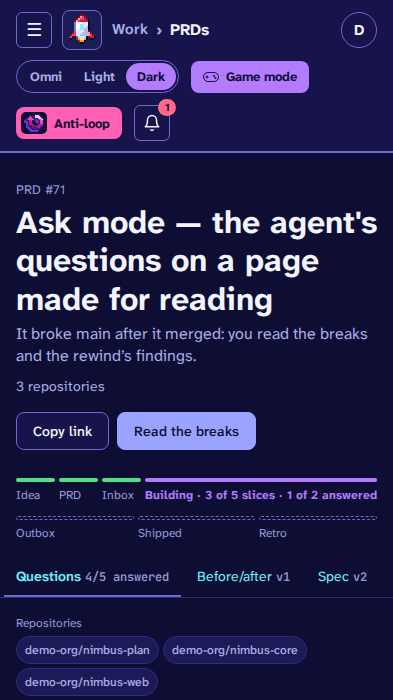 Work › PRDs
D
Omni Light Dark
Game mode
Anti-loop
1
PRD #71
Ask mode — the agent's
questions on a page
made for reading
It broke main after it merged: you read the breaks
and the rewind's findings.
3 repositories
Copy link
Read the breaks
Idea PRD Inbox Building · 3 of 5 slices · 1 of 2 answered
Outbox Shipped Retro
Questions 4/5 answered Before/after v1 Spec v2
Repositories
demo-org/nimbus-plan demo-org/nimbus-core
demo-org/nimbus-web